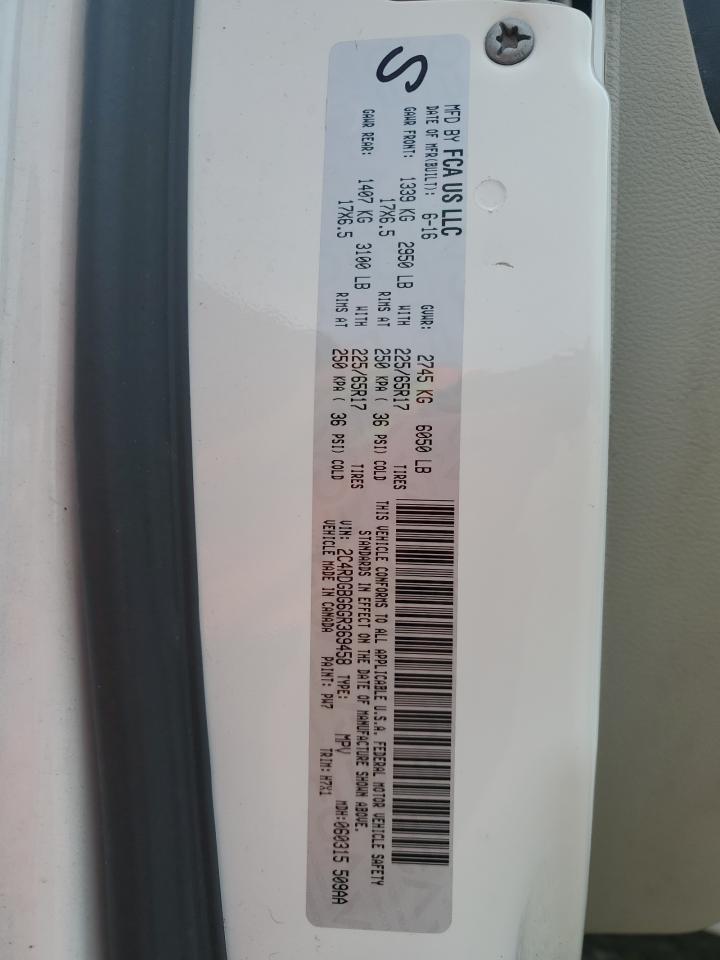 S
MFD BY FCA US LLC
DATE OF MFR(BUILT): 6-16 GVWR: 2745 KG 6050 LB
GAWR FRONT: 1339 KG 2950 LB WITH 225/65R17 TIRES
17X6.5 RIMS AT 250 KPA ( 36 PSI) COLD
GAWR REAR: 1407 KG 3100 LB WITH 225/65R17 TIRES
17X6.5 RIMS AT 250 KPA ( 36 PSI) COLD
THIS VEHICLE CONFORMS TO ALL APPLICABLE U.S.A. FEDERAL MOTOR VEHICLE SAFETY
STANDARDS IN EFFECT ON THE DATE OF MANUFACTURE SHOWN ABOVE.
VIN: 2C4RDGBG6GR369458 TYPE: MPV MDH:060315 509AA
VEHICLE MADE IN CANADA PAINT: PW7 TRIM: H7X1